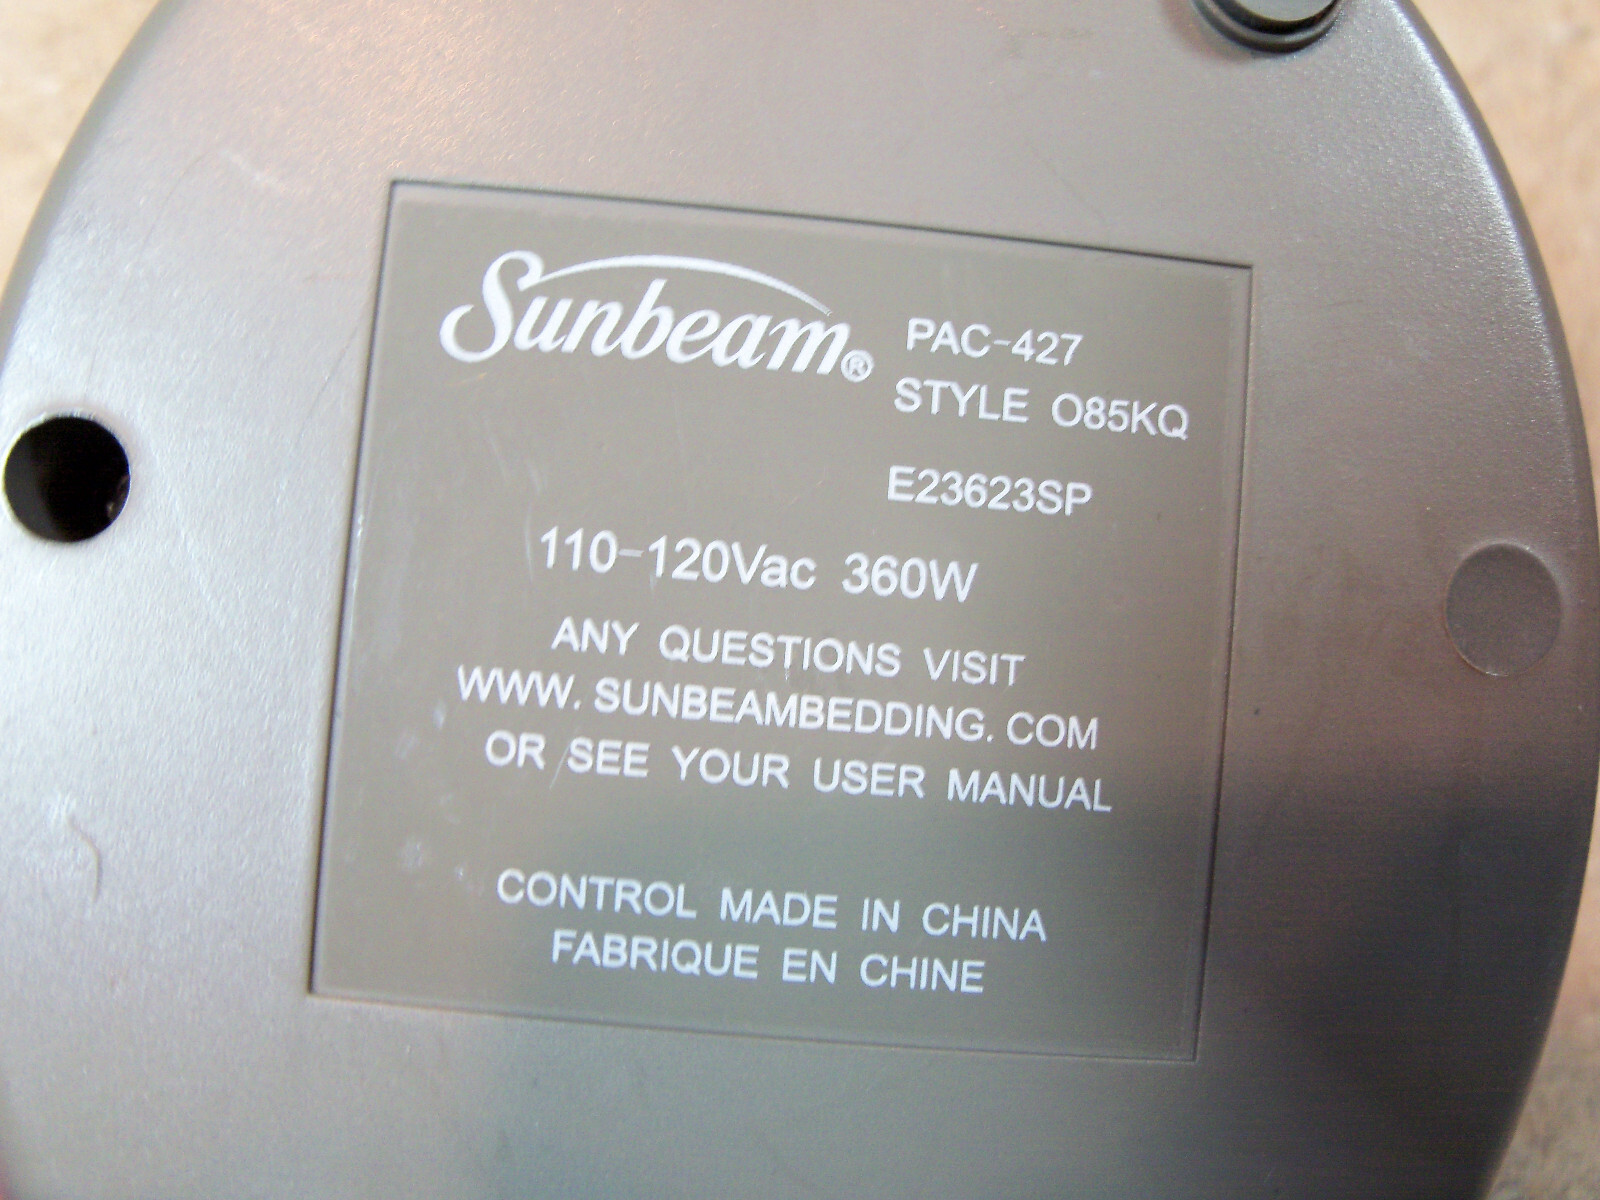 Sunbeam® PAC-427
STYLE O85KQ
E23623SP
110-120Vac 360W
ANY QUESTIONS VISIT
WWW.SUNBEAMBEDDING.COM
OR SEE YOUR USER MANUAL
CONTROL MADE IN CHINA
FABRIQUE EN CHINE